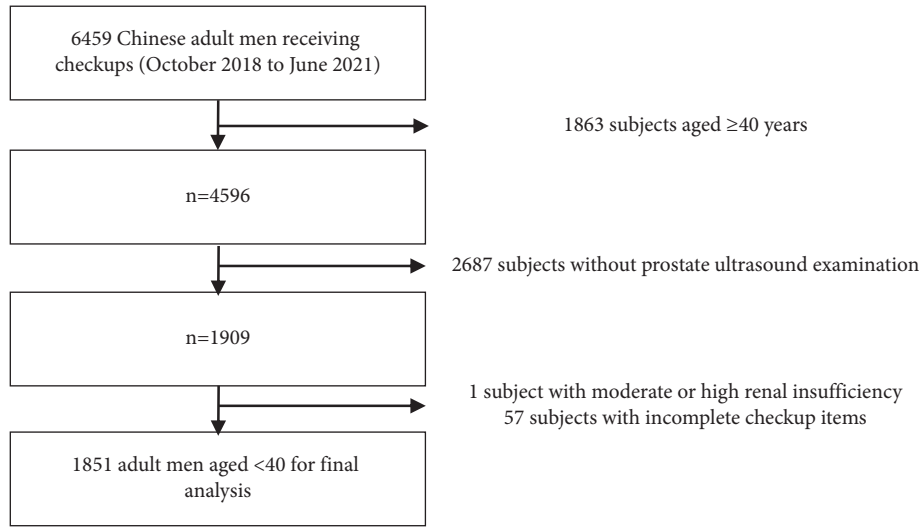 6459 Chinese adult men receiving
checkups (October 2018 to June 2021)
1863 subjects aged ≥40 years
n=4596
2687 subjects without prostate ultrasound examination
n=1909
1 subject with moderate or high renal insufficiency
57 subjects with incomplete checkup items
1851 adult men aged <40 for final
analysis